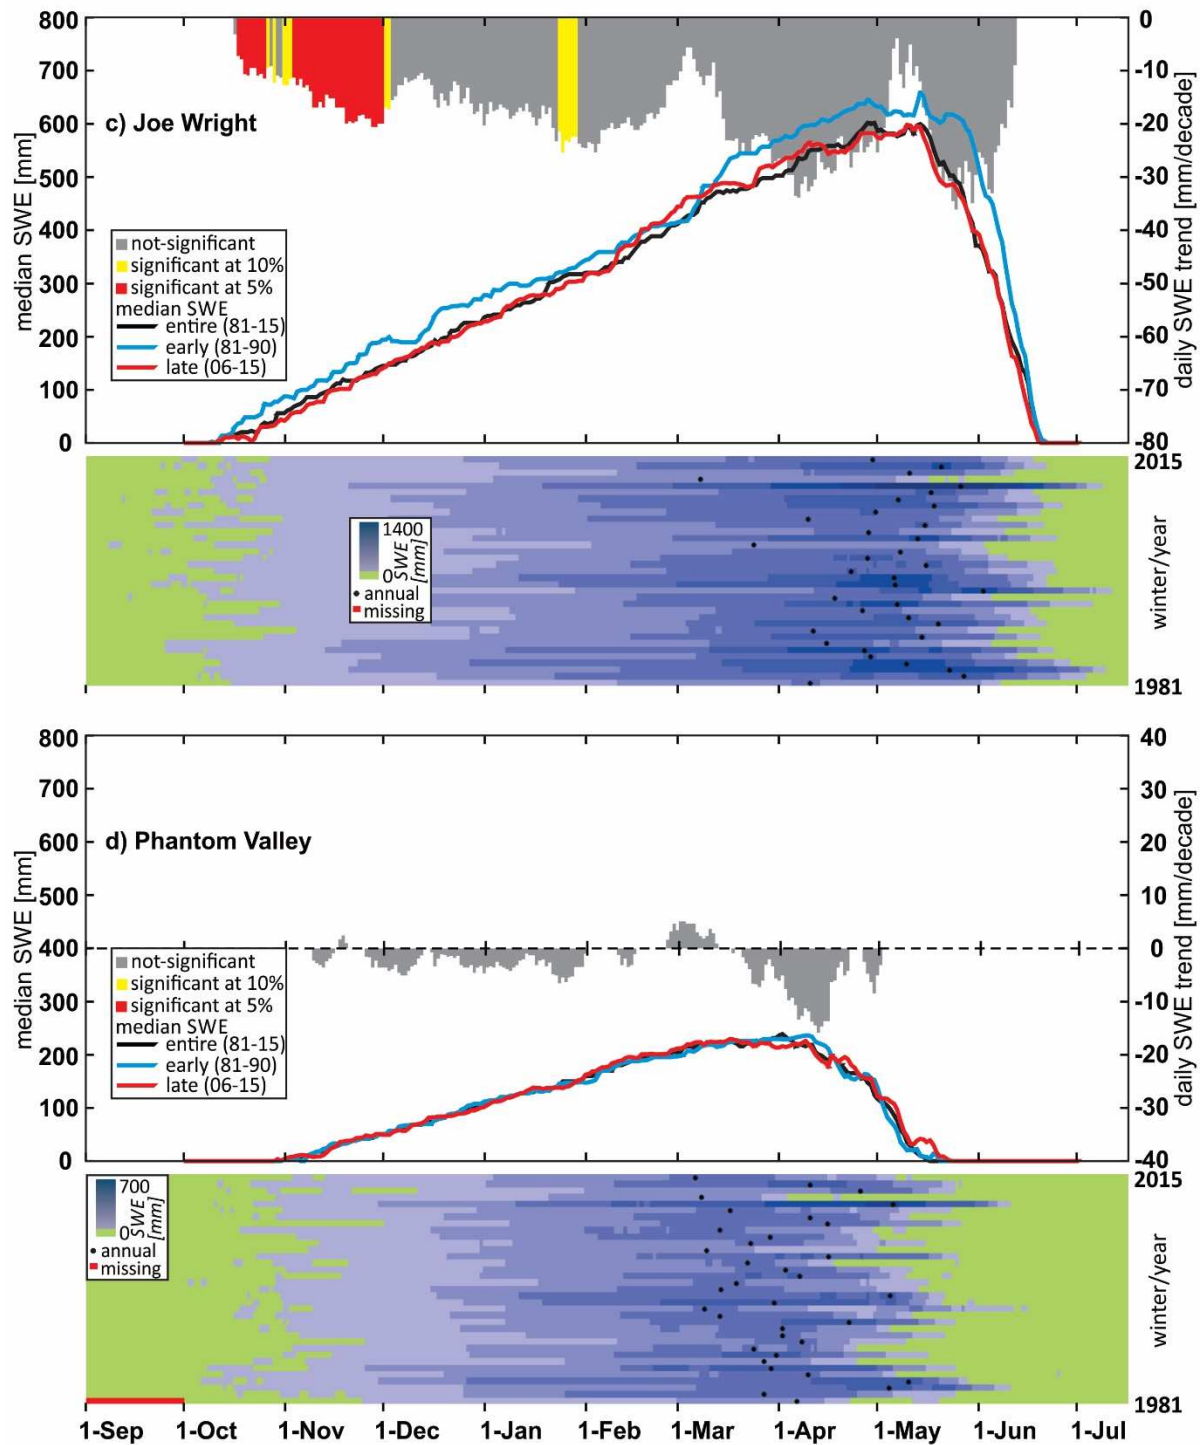 800
700
600
500
400
300
200
100
0
median SWE [mm]
c) Joe Wright
not-significant
significant at 10%
significant at 5%
median SWE
entire (81-15)
early (81-90)
late (06-15)
0
-10
-20
-30
-40
-50
-60
-70
-80
daily SWE trend [mm/decade]
1400
0
SWE
[mm]
annual
missing
2015
winter/year
1981
800
700
600
500
400
300
200
100
0
median SWE [mm]
d) Phantom Valley
not-significant
significant at 10%
significant at 5%
median SWE
entire (81-15)
early (81-90)
late (06-15)
40
30
20
10
0
-10
-20
-30
-40
daily SWE trend [mm/decade]
700
0
SWE
[mm]
annual
missing
2015
winter/year
1981
1-Sep 1-Oct 1-Nov 1-Dec 1-Jan 1-Feb 1-Mar 1-Apr 1-May 1-Jun 1-Jul